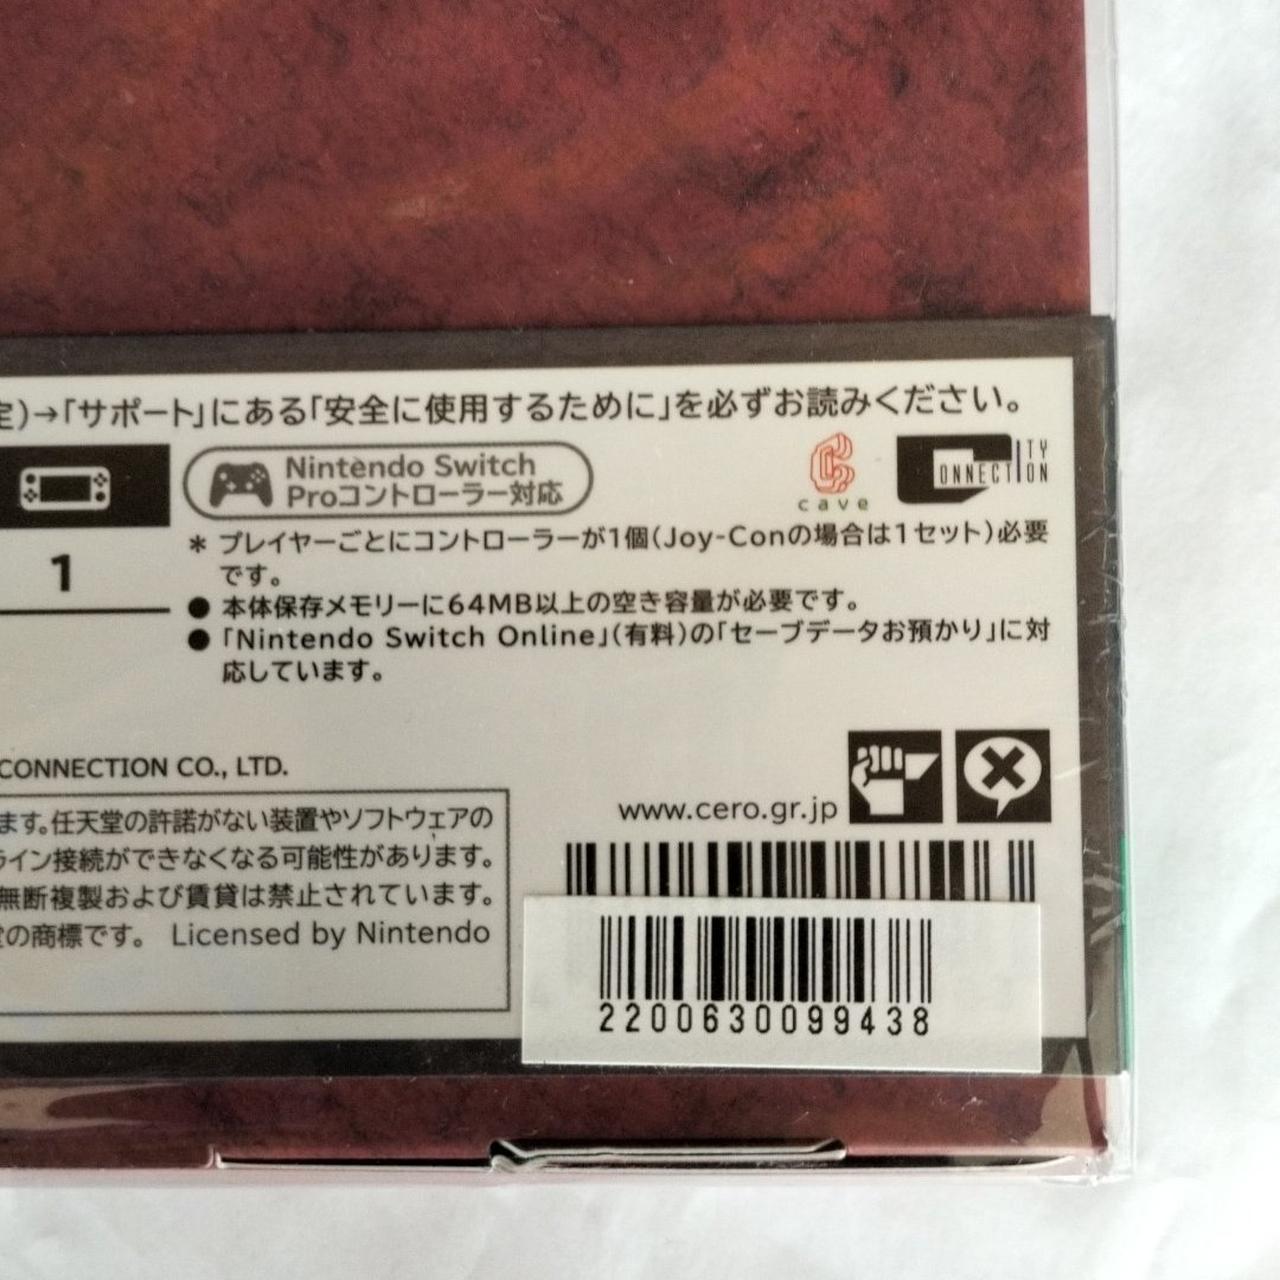 定)→｢サポート｣にある｢安全に使用するために｣を必ずお読みください。
Nintendo Switch
Proコントローラー対応
cave
CITY
CONNECTION
1
＊ プレイヤーごとにコントローラーが1個(Joy-Conの場合は1セット)必要
です。
● 本体保存メモリーに64MB以上の空き容量が必要です。
● ｢Nintendo Switch Online｣(有料)の｢セーブデータお預かり｣に対
応しています。
CONNECTION CO., LTD.
www.cero.gr.jp
ます。任天堂の許諾がない装置やソフトウェアの
ライン接続ができなくなる可能性があります。
無断複製および賃貸は禁止されています。
堂の商標です。 Licensed by Nintendo
2200630099438